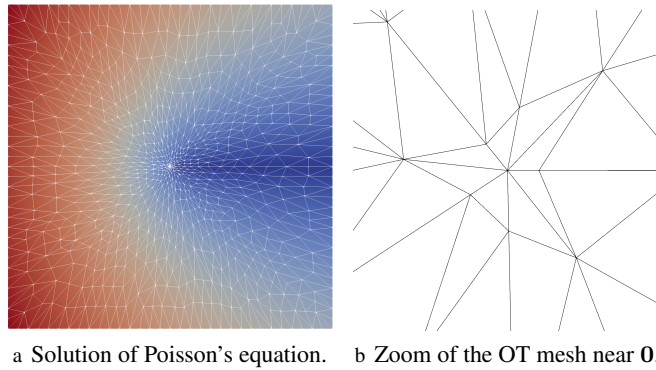 a Solution of Poisson's equation.
b Zoom of the OT mesh near 0.